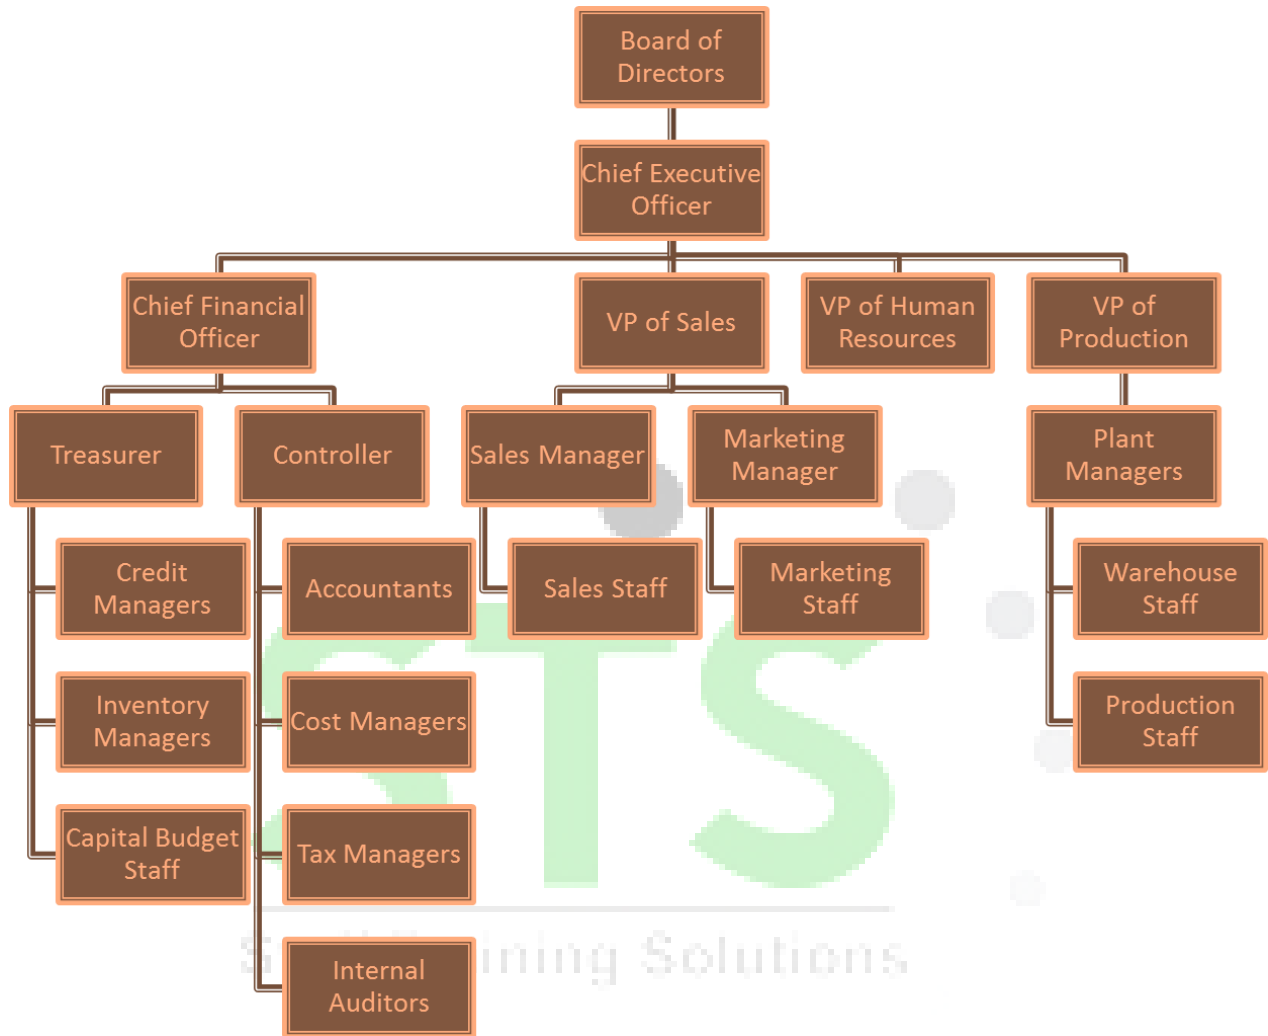 Board of
Directors
Chief Executive
Officer
Chief Financial
Officer
VP of Sales
VP of Human
Resources
VP of
Production
Treasurer
Controller
Sales Manager
Marketing
Manager
Plant
Managers
Credit
Managers
Accountants
Sales Staff
Marketing
Staff
Warehouse
Staff
Inventory
Managers
Cost Managers
Production
Staff
Capital Budget
Staff
Tax Managers
Internal
Auditors
STS
Solutions